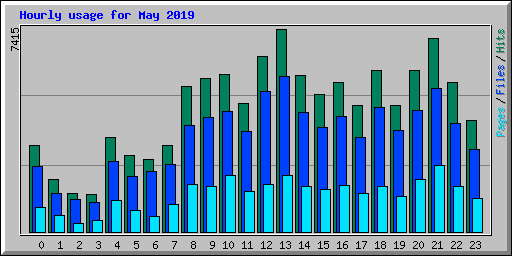 Hourly usage for May 2019
7415
Pages/Files/Hits
0 1 2 3 4 5 6 7 8 9 10 11 12 13 14 15 16 17 18 19 20 21 22 23